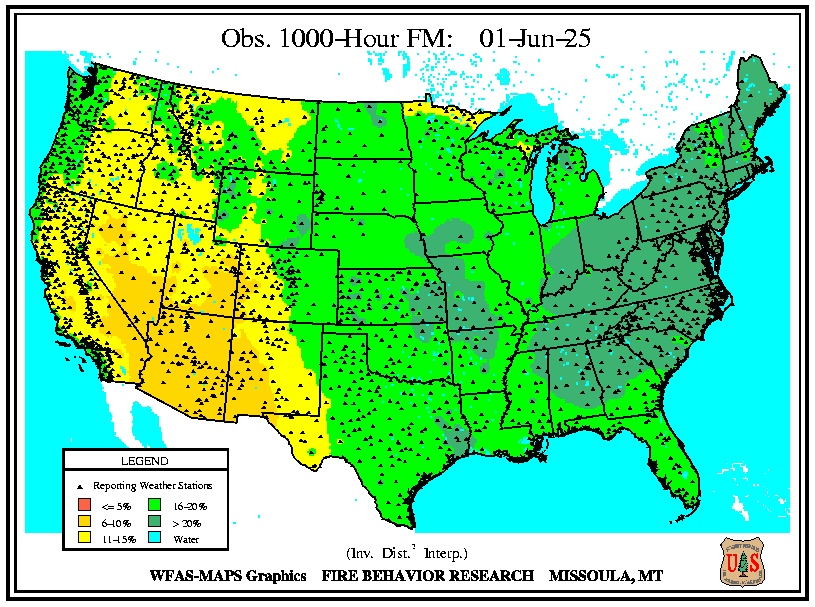 Obs. 1000-Hour FM: 01-Jun-25
LEGEND
Reporting Weather Stations
<= 5%
16-20%
6-10%
> 20%
11-15%
Water
(Inv. Dist.² Interp.)
WFAS-MAPS Graphics FIRE BEHAVIOR RESEARCH MISSOULA, MT
U S